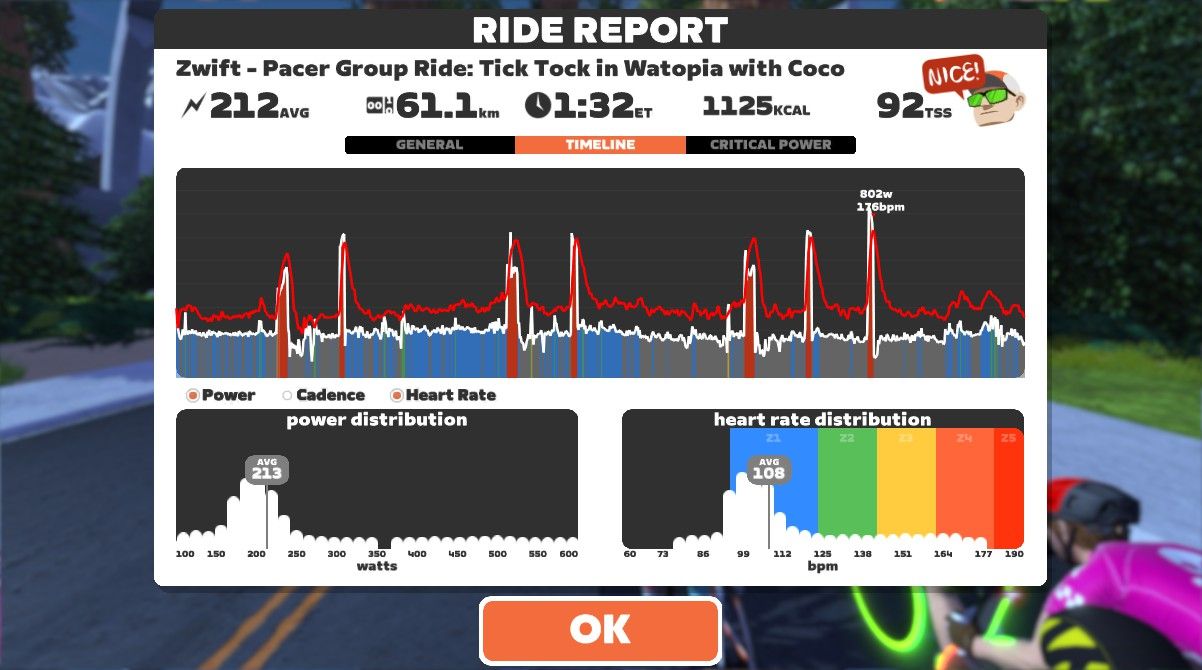 RIDE REPORT
Zwift - Pacer Group Ride: Tick Tock in Watopia with Coco
NICE!
212AVG 61.1km 1:32ET 1125KCAL 92TSS
GENERAL TIMELINE CRITICAL POWER
802w
176bpm
Power Cadence Heart Rate
power distribution
AVG
213
100 150 200 250 300 350 400 450 500 550 600
watts
heart rate distribution
Z1 Z2 Z3 Z4 Z5
AVG
108
60 73 86 99 112 125 138 151 164 177 190
bpm
OK